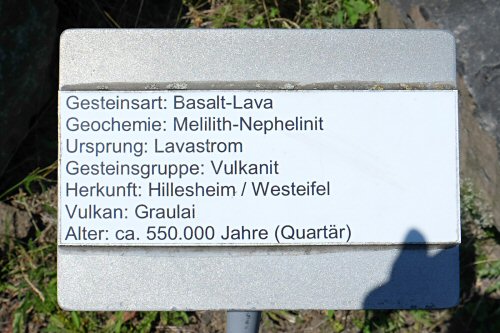 Gesteinsart: Basalt-Lava
Geochemie: Melilith-Nephelinit
Ursprung: Lavastrom
Gesteinsgruppe: Vulkanit
Herkunft: Hillesheim / Westeifel
Vulkan: Graulai
Alter: ca. 550.000 Jahre (Quartär)